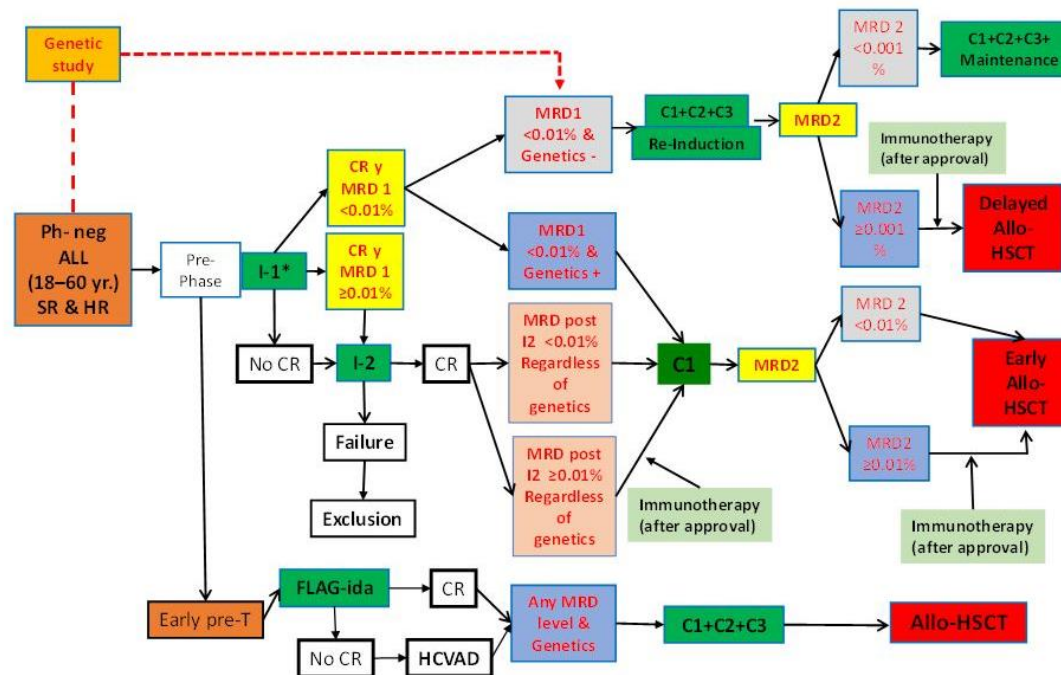 Genetic
study
Ph- neg
ALL
(18–60 yr.)
SR & HR
Pre-
Phase
I-1*
CR y
MRD 1
<0.01%
CR y
MRD 1
≥0.01%
No CR
I-2
CR
Failure
Exclusion
MRD1
<0.01% &
Genetics -
MRD1
<0.01% &
Genetics +
MRD post
I2 <0.01%
Regardless
of
genetics
MRD post
I2 ≥0.01%
Regardless
of
genetics
C1+C2+C3
Re-Induction
MRD2
MRD 2
<0.001
%
C1+C2+C3+
Maintenance
Immunotherapy
(after approval)
MRD2
≥0.001
%
Delayed
Allo-
HSCT
C1
MRD2
MRD 2
<0.01%
MRD2
≥0.01%
Early
Allo-
HSCT
Immunotherapy
(after approval)
Immunotherapy
(after approval)
Early pre-T
FLAG-ida
CR
No CR
HCVAD
Any MRD
level &
Genetics
C1+C2+C3
Allo-HSCT